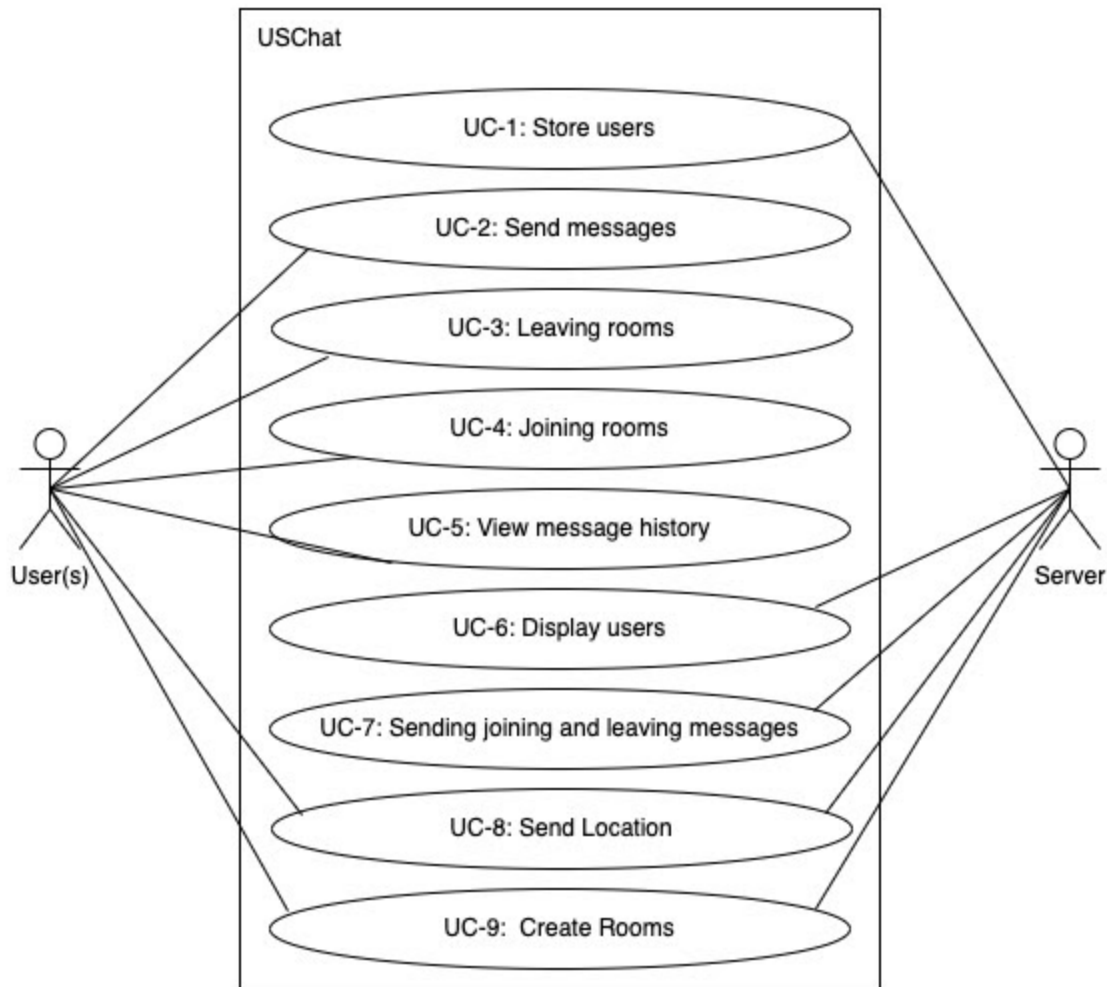 USChat
UC-1: Store users
UC-2: Send messages
UC-3: Leaving rooms
UC-4: Joining rooms
UC-5: View message history
User(s)
Server
UC-6: Display users
UC-7: Sending joining and leaving messages
UC-8: Send Location
UC-9: Create Rooms